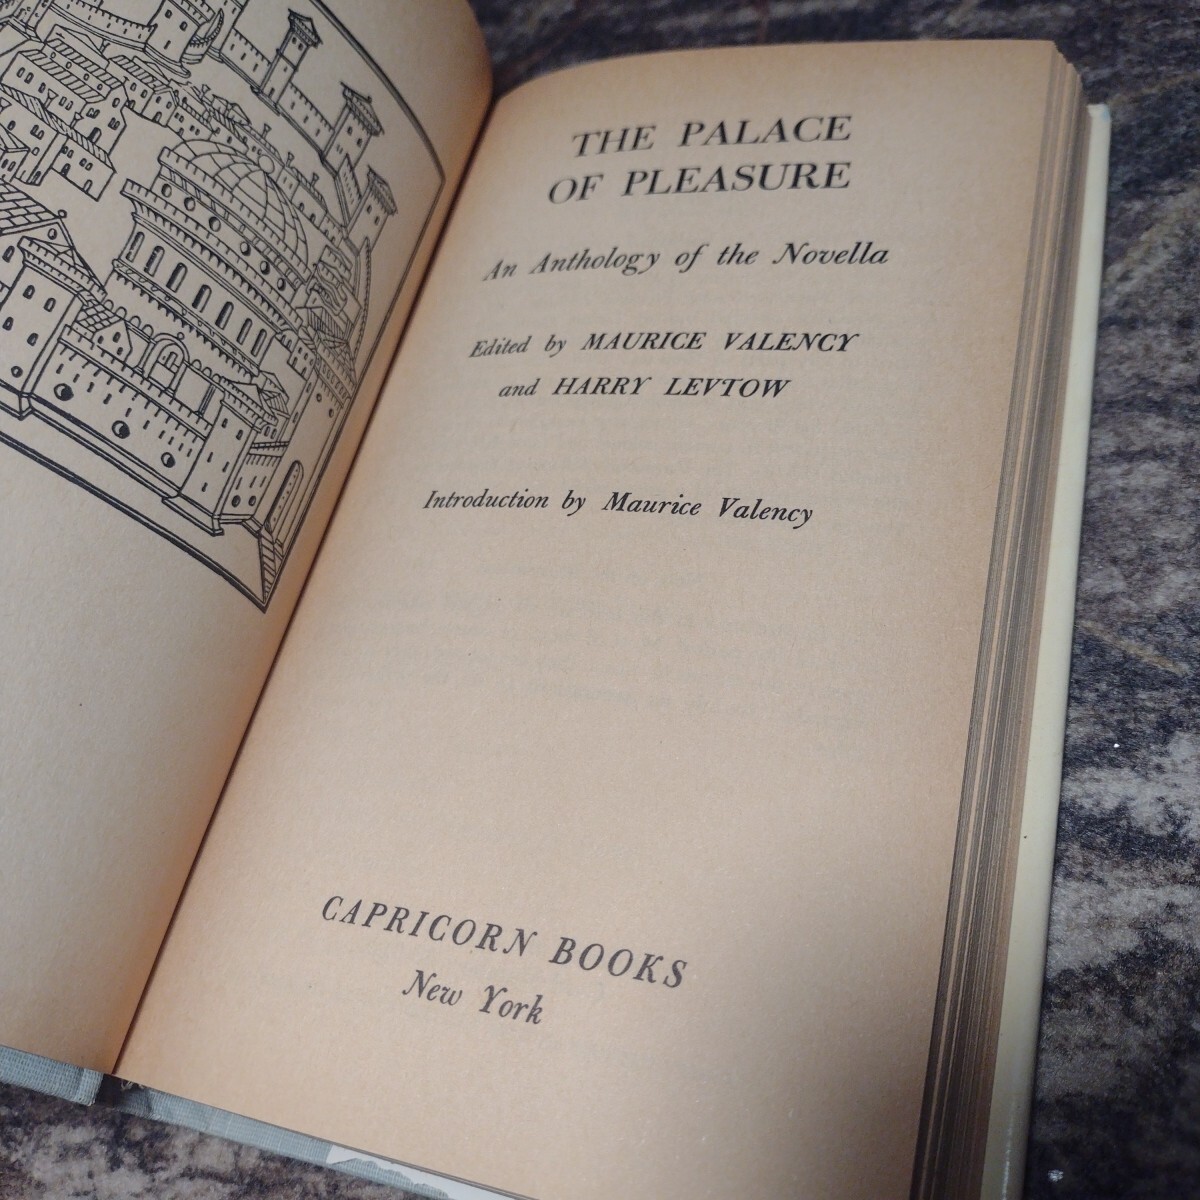 THE PALACE
OF PLEASURE
An Anthology of the Novella
Edited by MAURICE VALENCY
and HARRY LEVTOW
Introduction by Maurice Valency
CAPRICORN BOOKS
New York